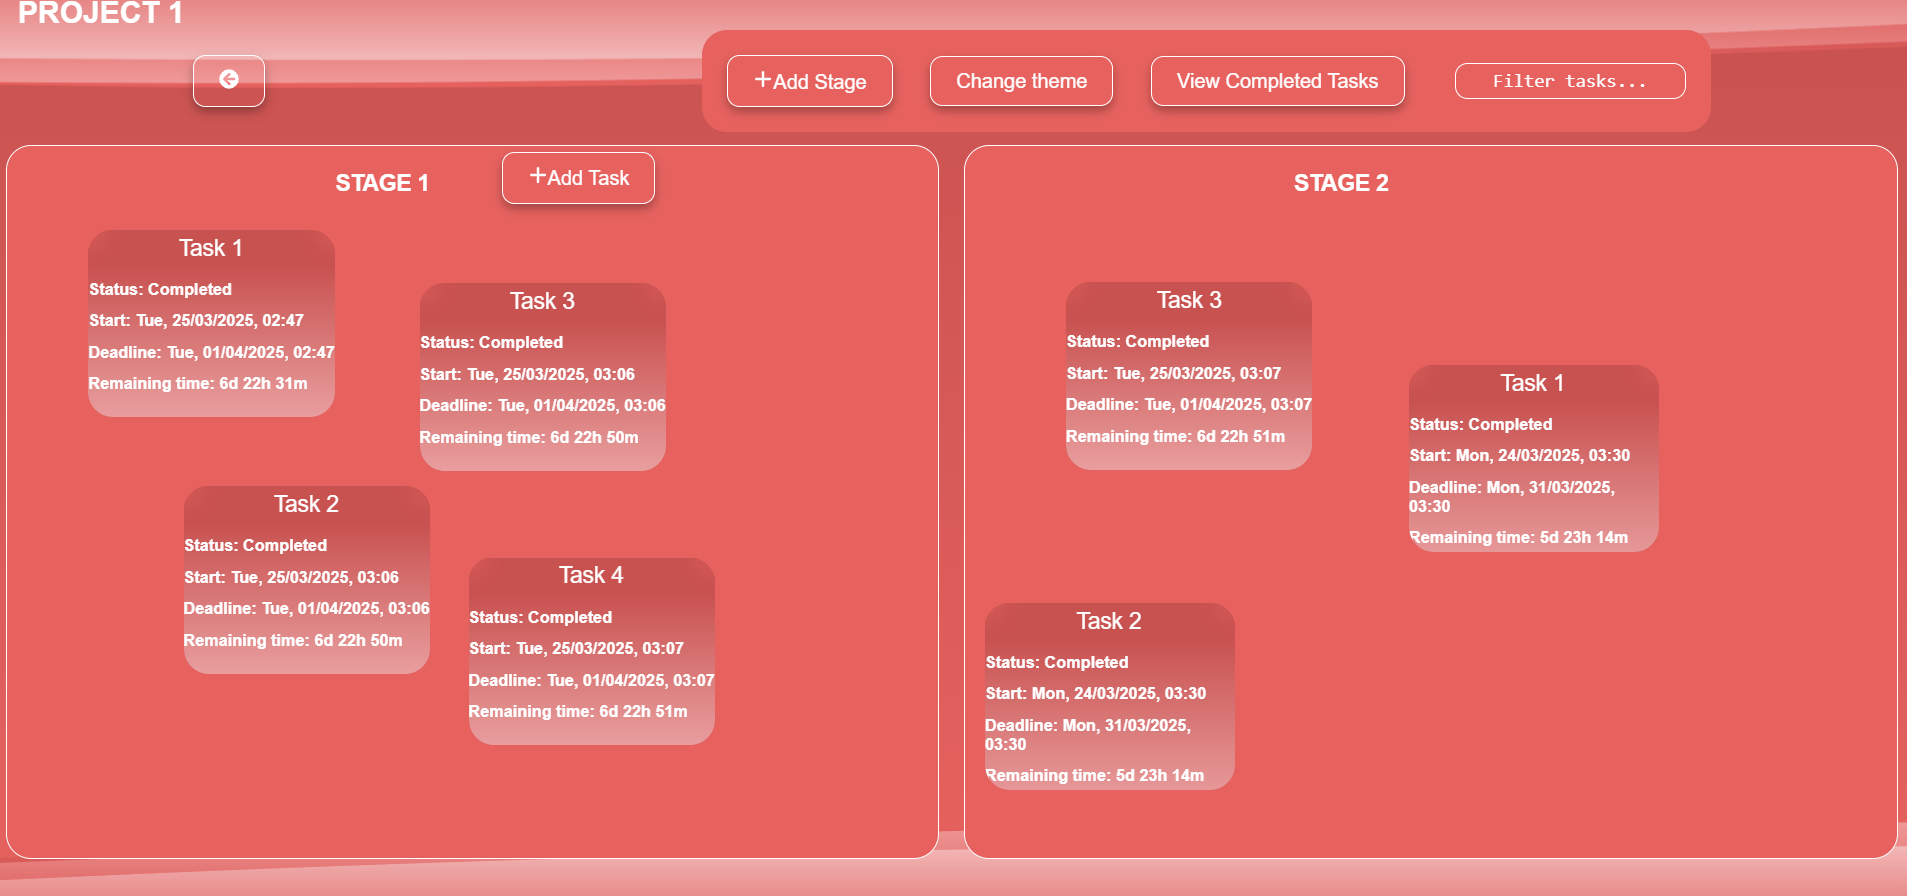 PROJECT 1
+Add Stage
Change theme
View Completed Tasks
Filter tasks...
STAGE 1
+Add Task
Task 1
Status: Completed
Start: Tue, 25/03/2025, 02:47
Deadline: Tue, 01/04/2025, 02:47
Remaining time: 6d 22h 31m
Task 3
Status: Completed
Start: Tue, 25/03/2025, 03:06
Deadline: Tue, 01/04/2025, 03:06
Remaining time: 6d 22h 50m
Task 2
Status: Completed
Start: Tue, 25/03/2025, 03:06
Deadline: Tue, 01/04/2025, 03:06
Remaining time: 6d 22h 50m
Task 4
Status: Completed
Start: Tue, 25/03/2025, 03:07
Deadline: Tue, 01/04/2025, 03:07
Remaining time: 6d 22h 51m
STAGE 2
Task 3
Status: Completed
Start: Tue, 25/03/2025, 03:07
Deadline: Tue, 01/04/2025, 03:07
Remaining time: 6d 22h 51m
Task 1
Status: Completed
Start: Mon, 24/03/2025, 03:30
Deadline: Mon, 31/03/2025,
03:30
Remaining time: 5d 23h 14m
Task 2
Status: Completed
Start: Mon, 24/03/2025, 03:30
Deadline: Mon, 31/03/2025,
03:30
Remaining time: 5d 23h 14m